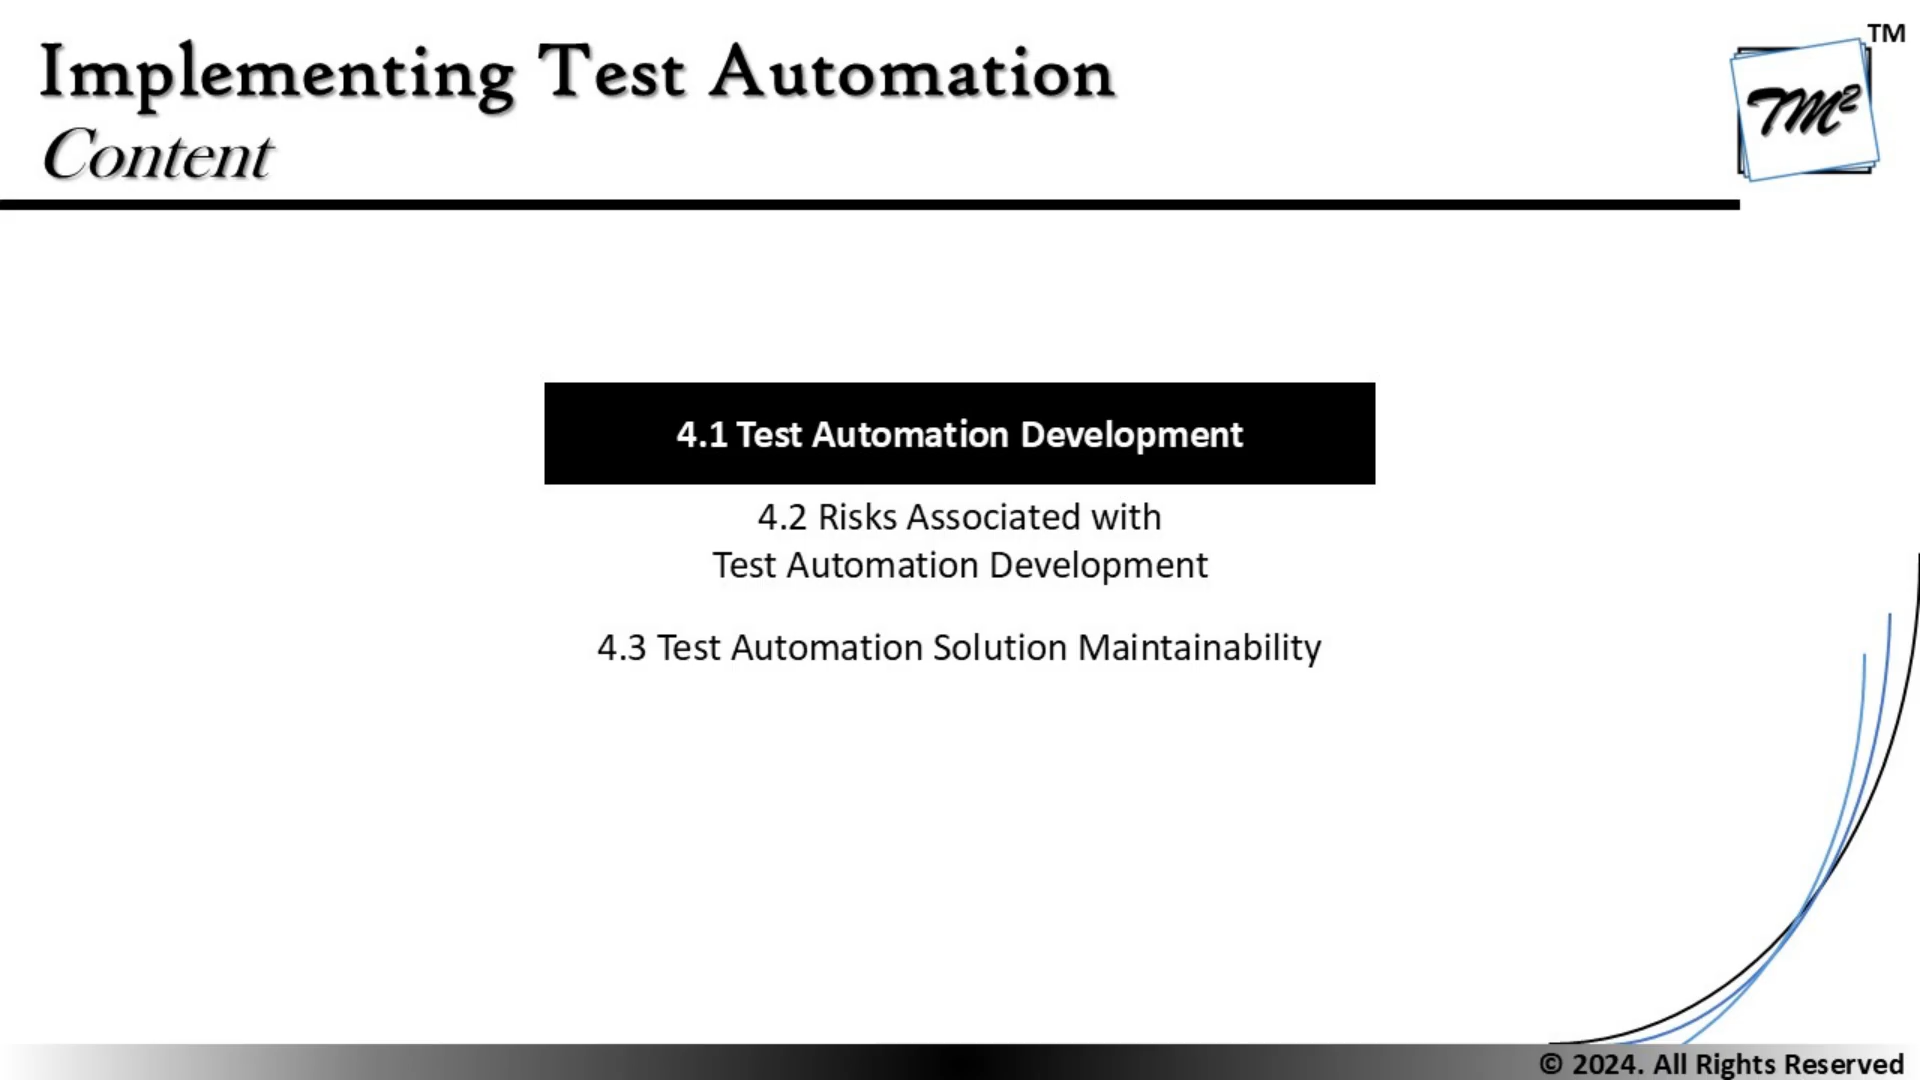 Implementing Test Automation
Content
TM
TM²
4.1 Test Automation Development
4.2 Risks Associated with
Test Automation Development
4.3 Test Automation Solution Maintainability
© 2024. All Rights Reserved